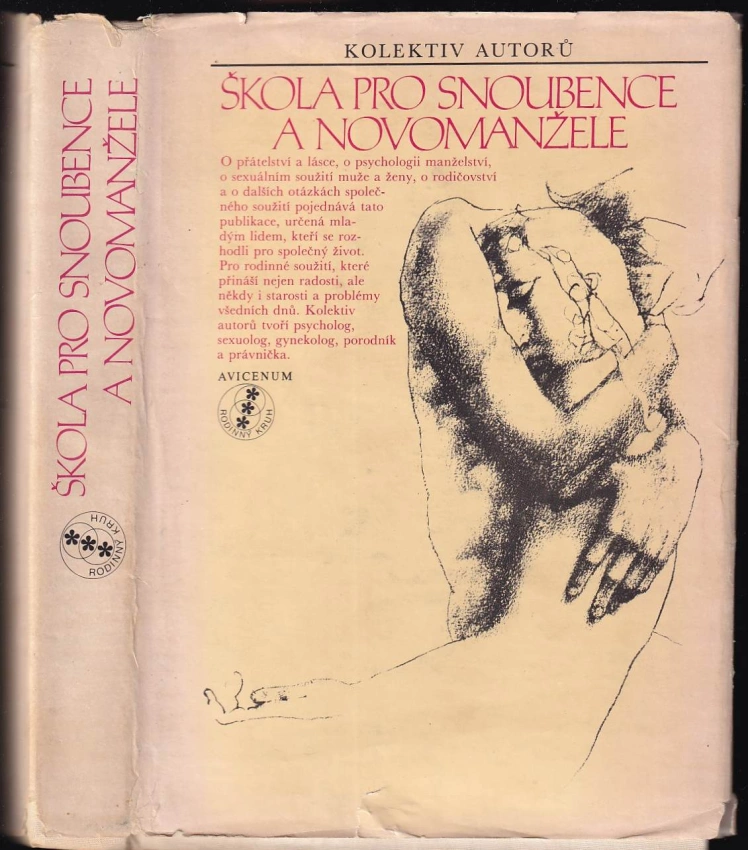 ŠKOLA PRO SNOUBENCE
A NOVOMANŽELE
RODINNÝ KRUH
KOLEKTIV AUTORŮ
ŠKOLA PRO SNOUBENCE
A NOVOMANŽELE
O přátelství a lásce, o psychologii manželství,
o sexuálním soužití muže a ženy, o rodičovství
a o dalších otázkách společ-
ného soužití pojednává tato
publikace, určená mla-
dým lidem, kteří se roz-
hodli pro společný život.
Pro rodinné soužití, které
přináší nejen radosti, ale
někdy i starosti a problémy
všedních dnů. Kolektiv
autorů tvoří psycholog,
sexuolog, gynekolog, porodník
a právnička.
AVICENUM
RODINNÝ KRUH